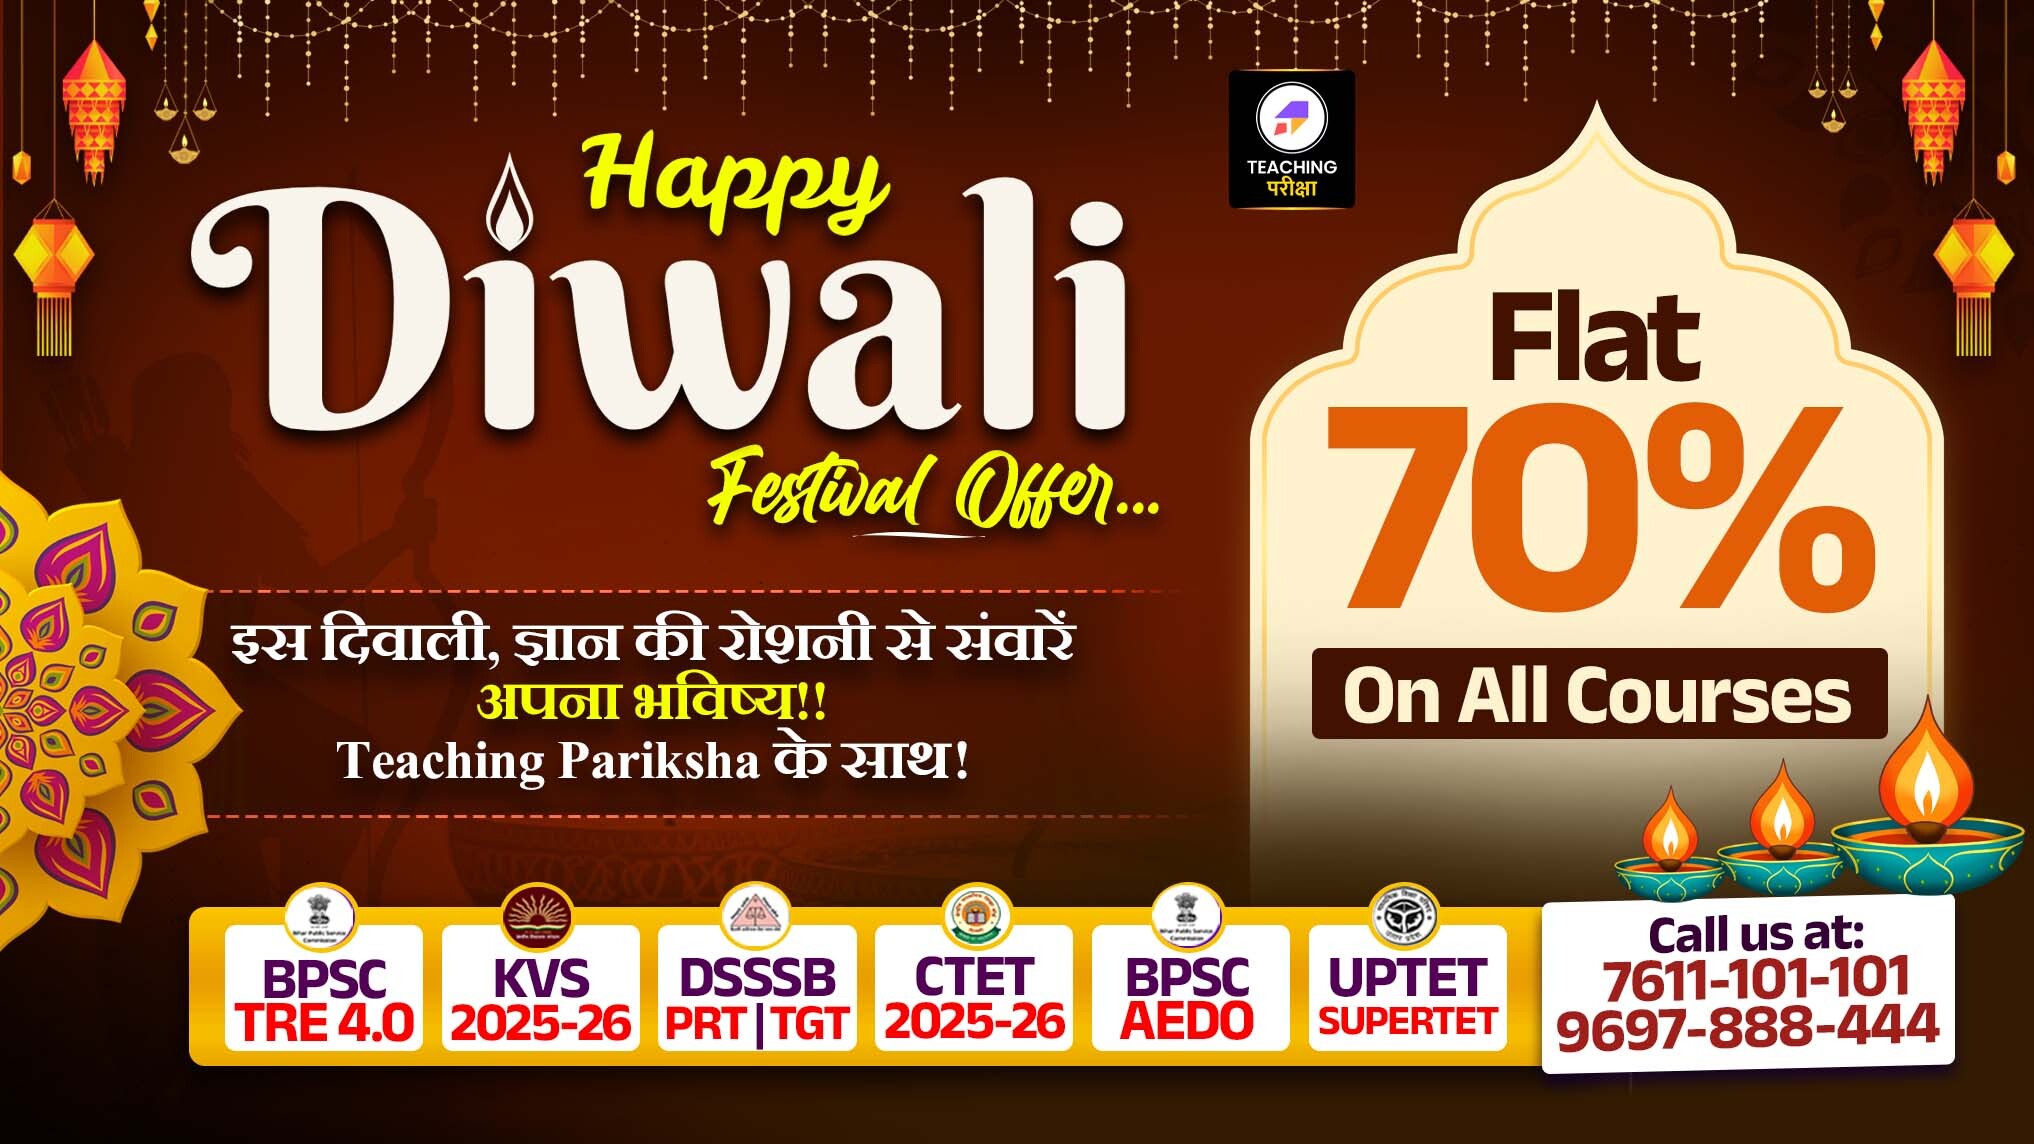 Happy
Diwali
Festival Offer...
TEACHING
परीक्षा
Flat
70%
On All Courses
इस दिवाली, ज्ञान की रोशनी से संवारें
अपना भविष्य!!
Teaching Pariksha के साथ!
BPSC
TRE 4.0
KVS
2025-26
DSSSB
PRT | TGT
CTET
2025-26
BPSC
AEDO
UPTET
SUPERTET
Call us at:
7611-101-101
9697-888-444